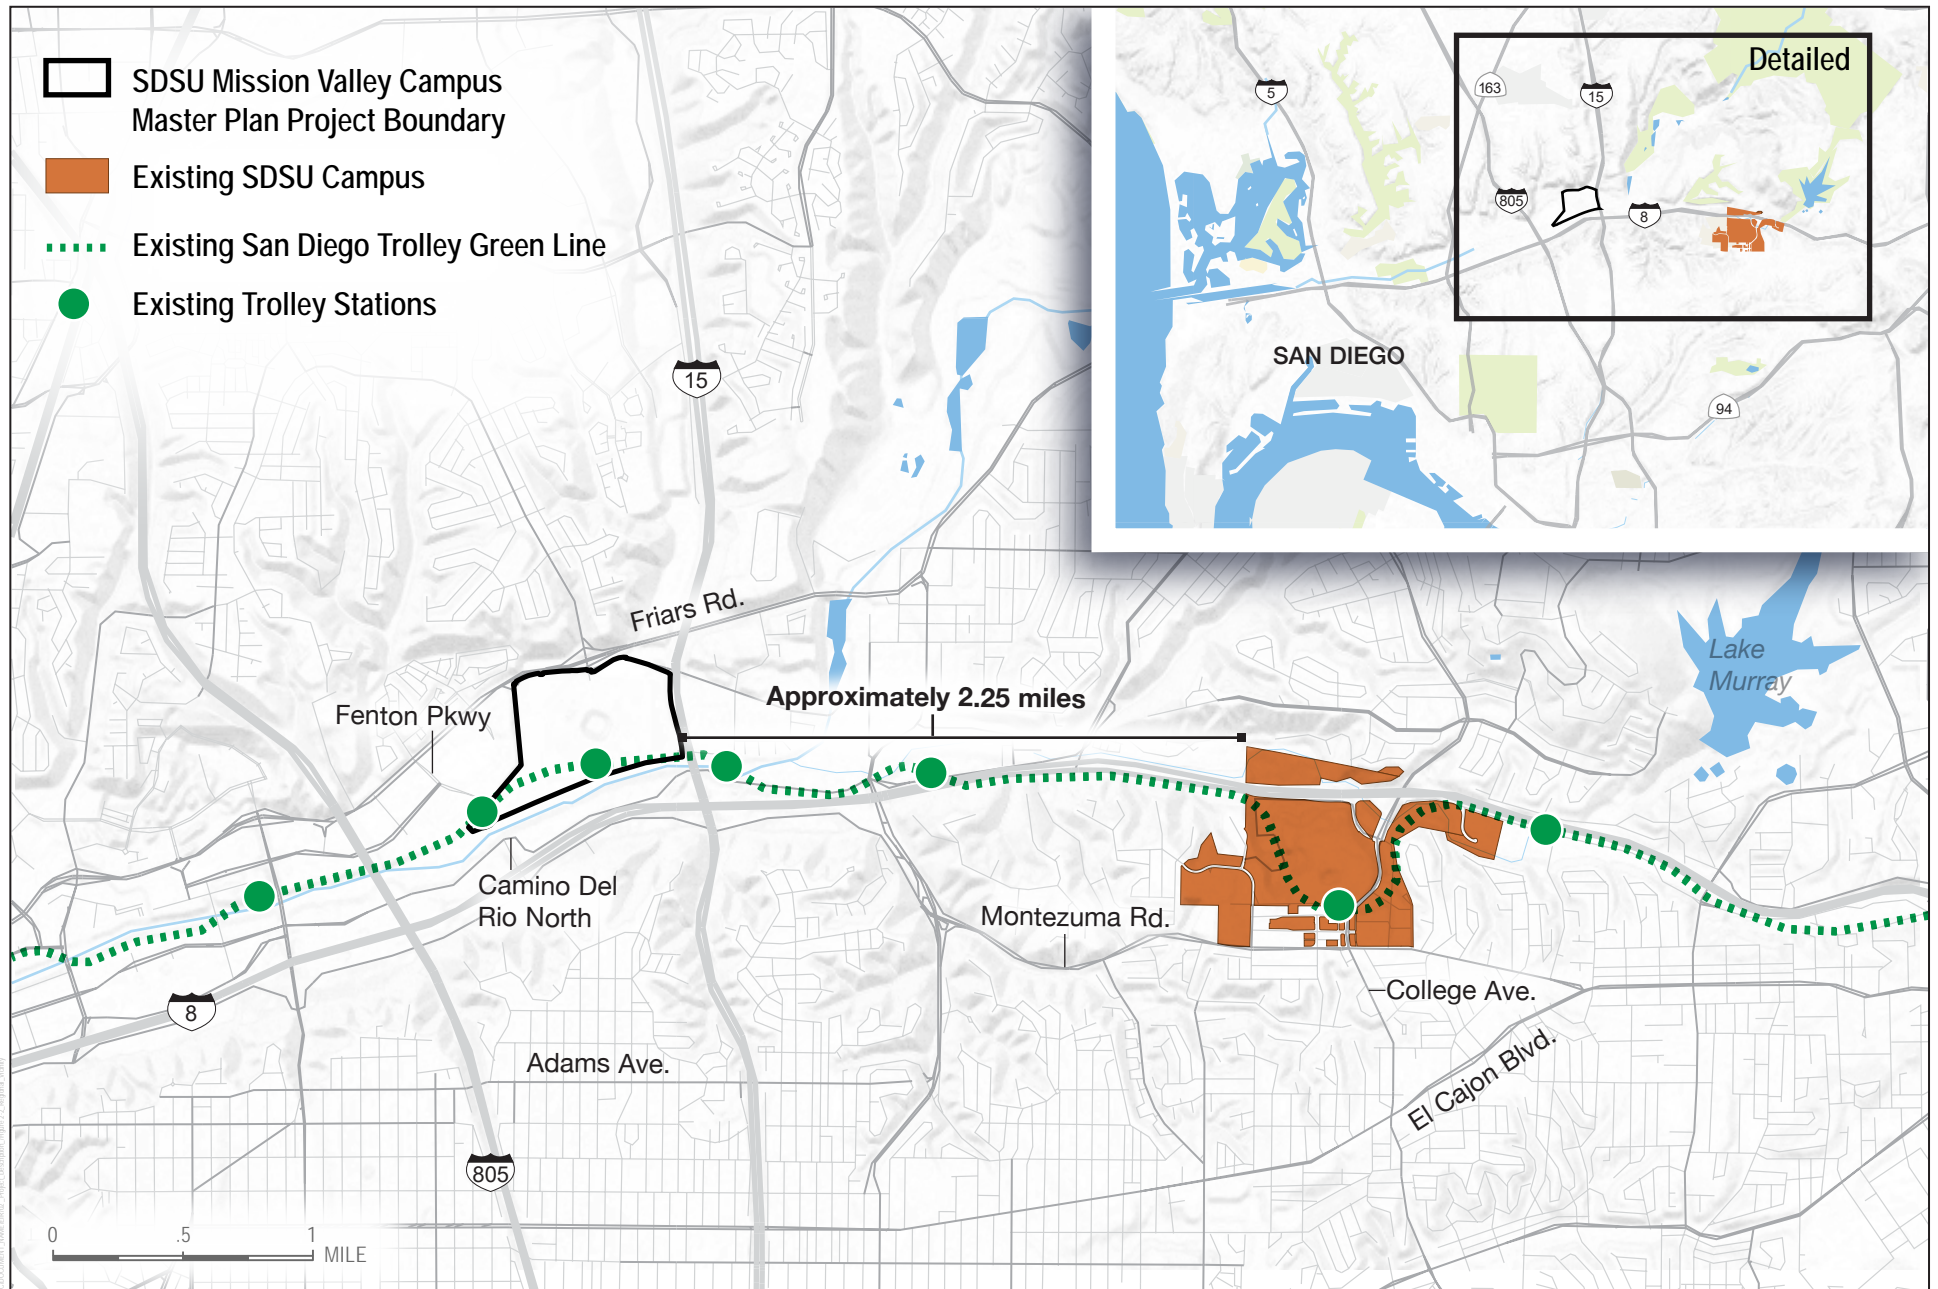 SDSU Mission Valley Campus
Master Plan Project Boundary
Existing SDSU Campus
Existing San Diego Trolley Green Line
Existing Trolley Stations
Detailed
5
163
15
805
8
SAN DIEGO
94
15
Friars Rd.
Fenton Pkwy
Approximately 2.25 miles
Lake
Murray
Camino Del
Rio North
Montezuma Rd.
College Ave.
8
Adams Ave.
El Cajon Blvd.
805
0 .5 1
MILE